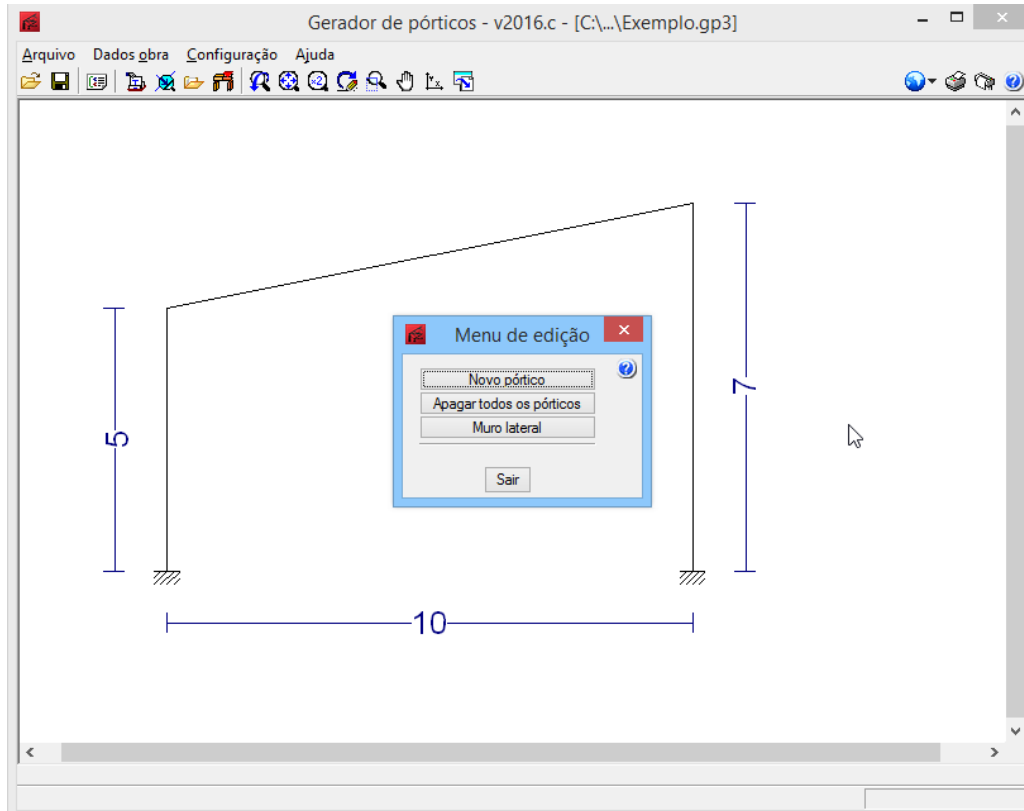 Gerador de pórticos - v2016.c - [C:\...\Exemplo.gp3]
Arquivo Dados obra Configuração Ajuda
Menu de edição
Novo pórtico
Apagar todos os pórticos
Muro lateral
Sair
5
7
10